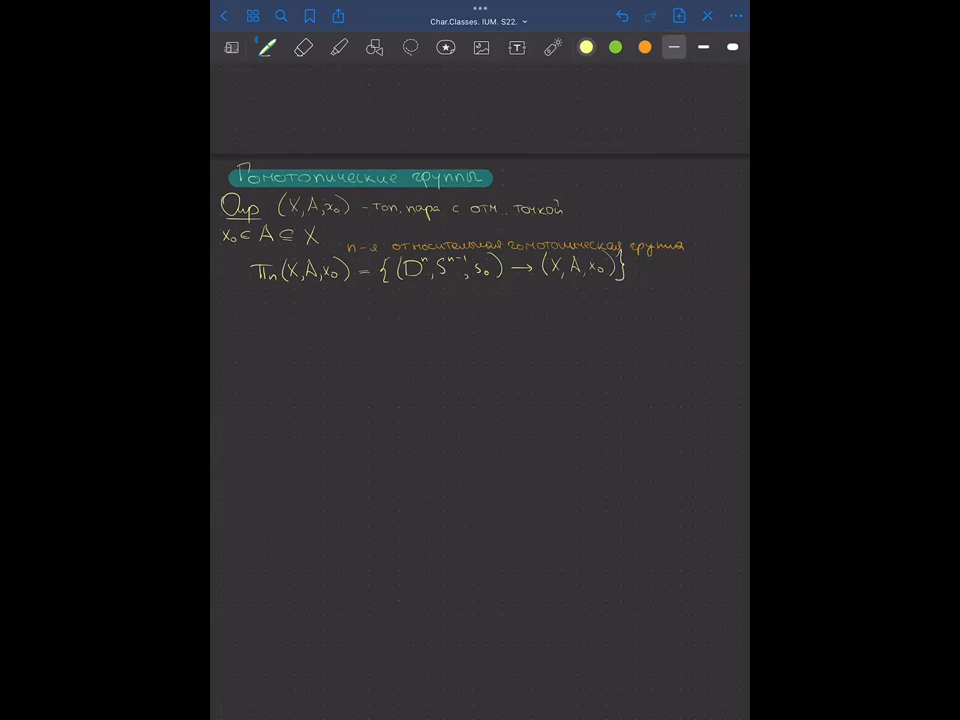 Char.Classes. IUM. S22.
Гомотопические группы
Опр (X, A, x₀) - топ. пара с отм. точкой
x₀ ∈ A ⊆ X
n-я относительная гомотопическая группа
πₙ(X, A, x₀) = {(Dⁿ, Sⁿ⁻¹, s₀) → (X, A, x₀)}